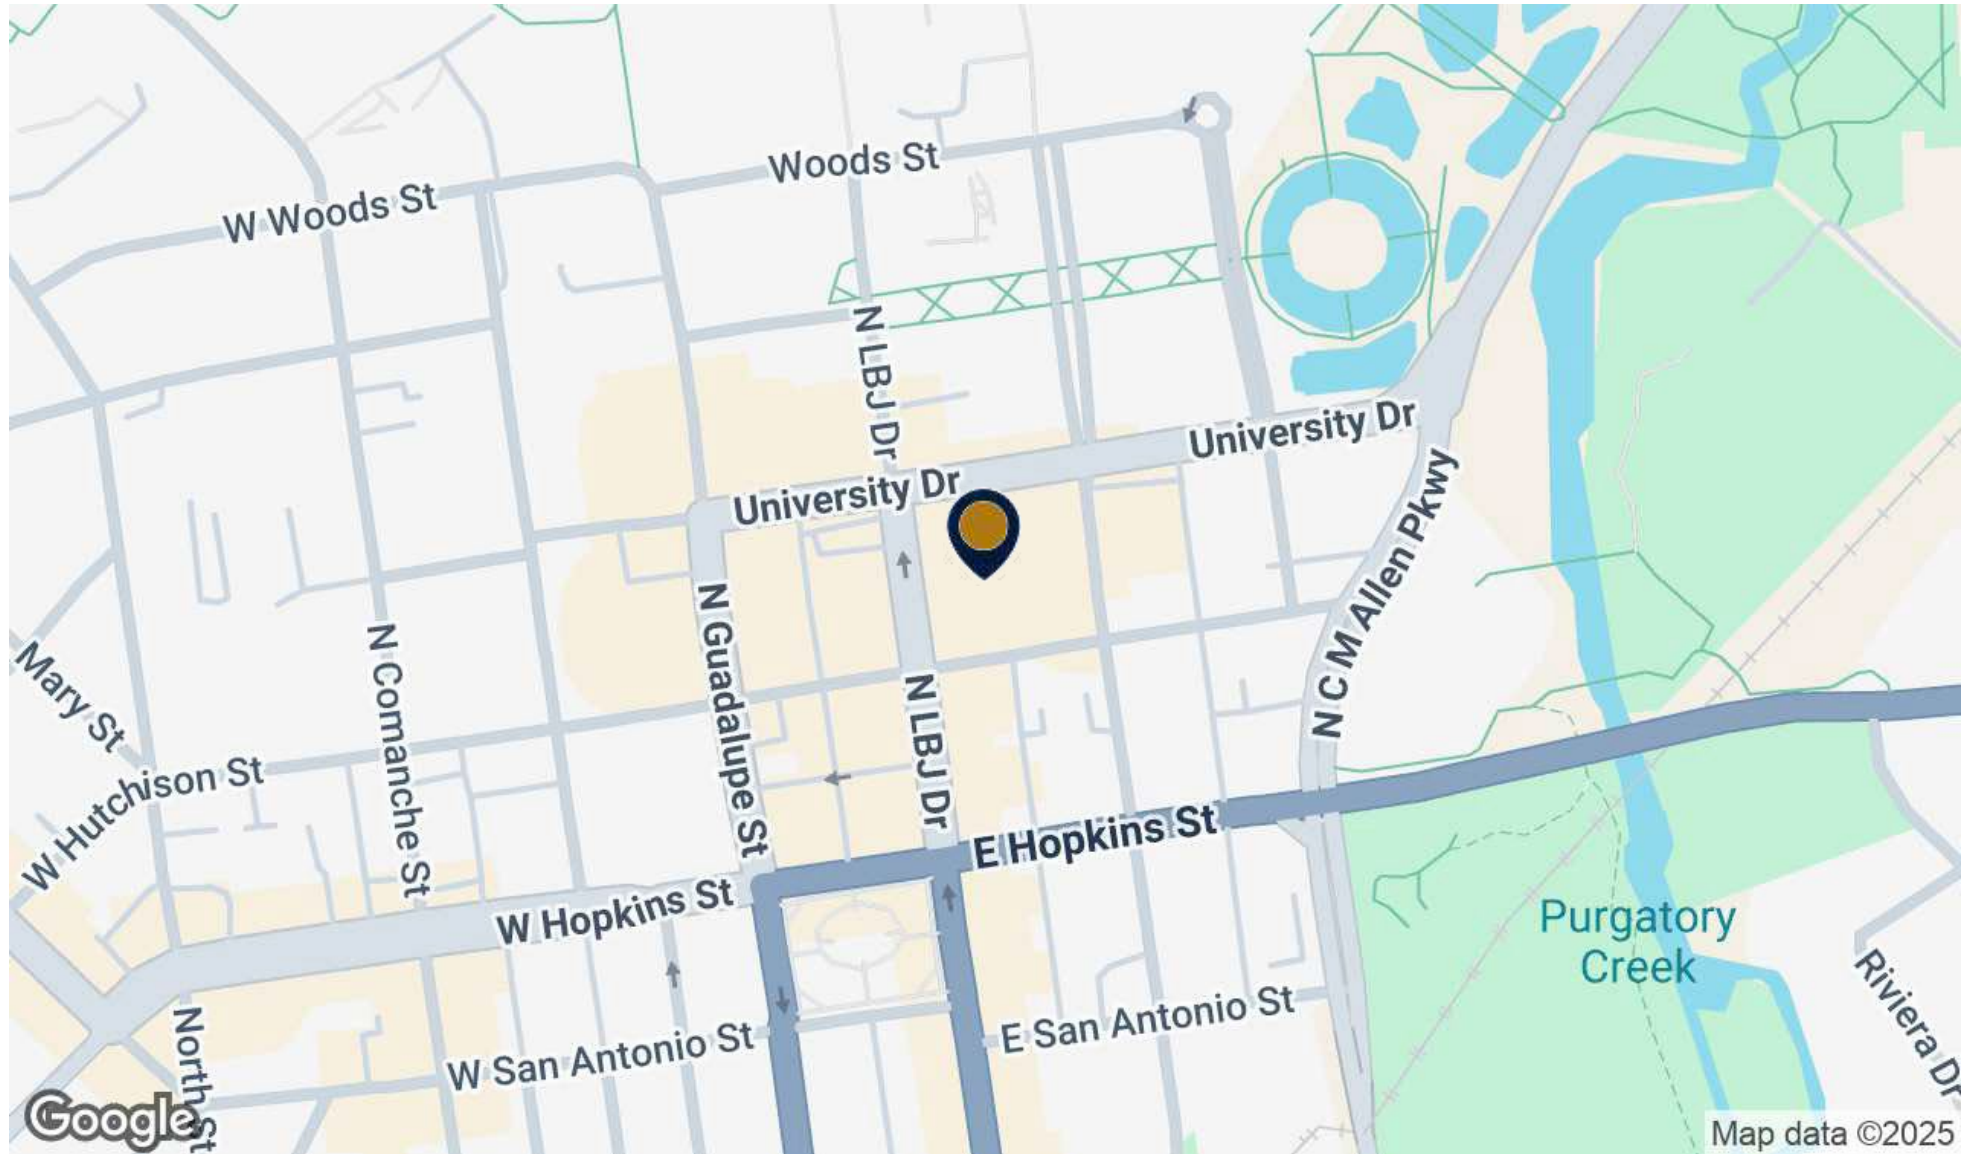 Woods St
W Woods St
N LBJ Dr
University Dr
University Dr
N C M Allen Pkwy
N Guadalupe St
N Comanche St
Mary St
N LBJ Dr
W Hutchison St
E Hopkins St
W Hopkins St
Purgatory
Creek
Riviera Dr
E San Antonio St
W San Antonio St
North St
Google
Map data ©2025